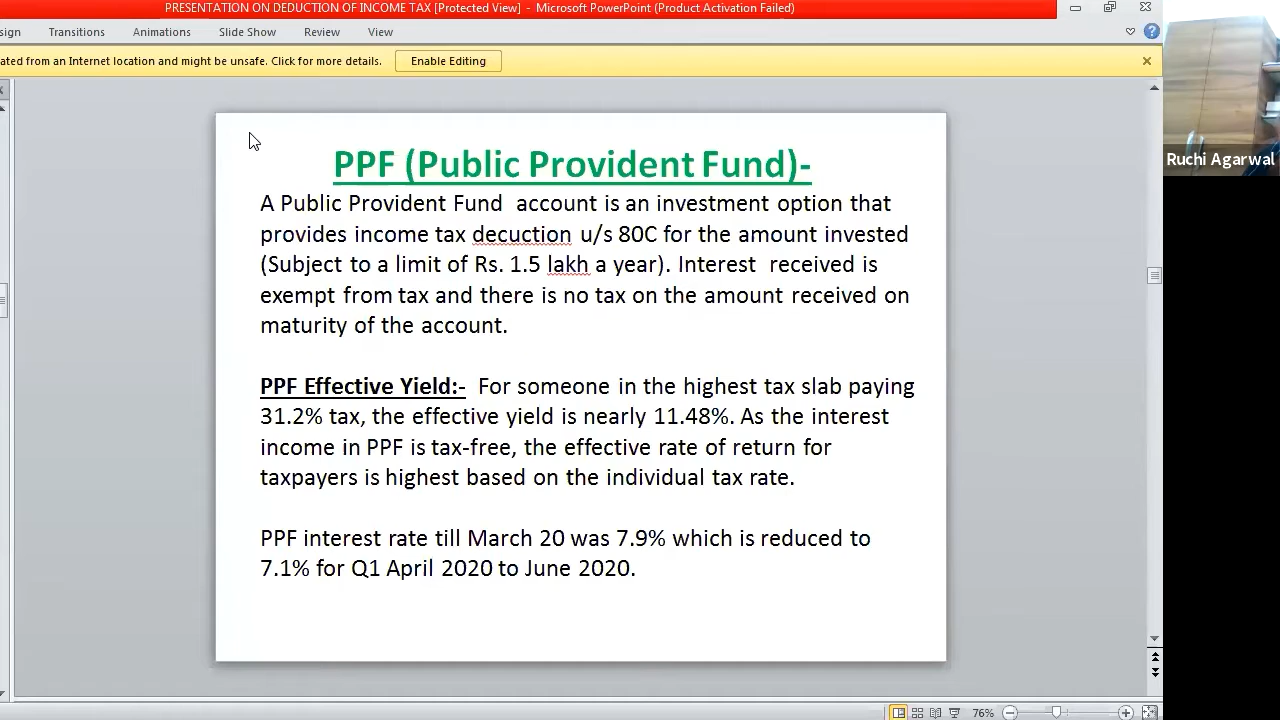 PRESENTATION ON DEDUCTION OF INCOME TAX [Protected View] - Microsoft PowerPoint (Product Activation Failed)
sign Transitions Animations Slide Show Review View
ated from an Internet location and might be unsafe. Click for more details. Enable Editing
PPF (Public Provident Fund)-
A Public Provident Fund account is an investment option that
provides income tax decuction u/s 80C for the amount invested
(Subject to a limit of Rs. 1.5 lakh a year). Interest received is
exempt from tax and there is no tax on the amount received on
maturity of the account.
PPF Effective Yield:- For someone in the highest tax slab paying
31.2% tax, the effective yield is nearly 11.48%. As the interest
income in PPF is tax-free, the effective rate of return for
taxpayers is highest based on the individual tax rate.
PPF interest rate till March 20 was 7.9% which is reduced to
7.1% for Q1 April 2020 to June 2020.
Ruchi Agarwal
76%